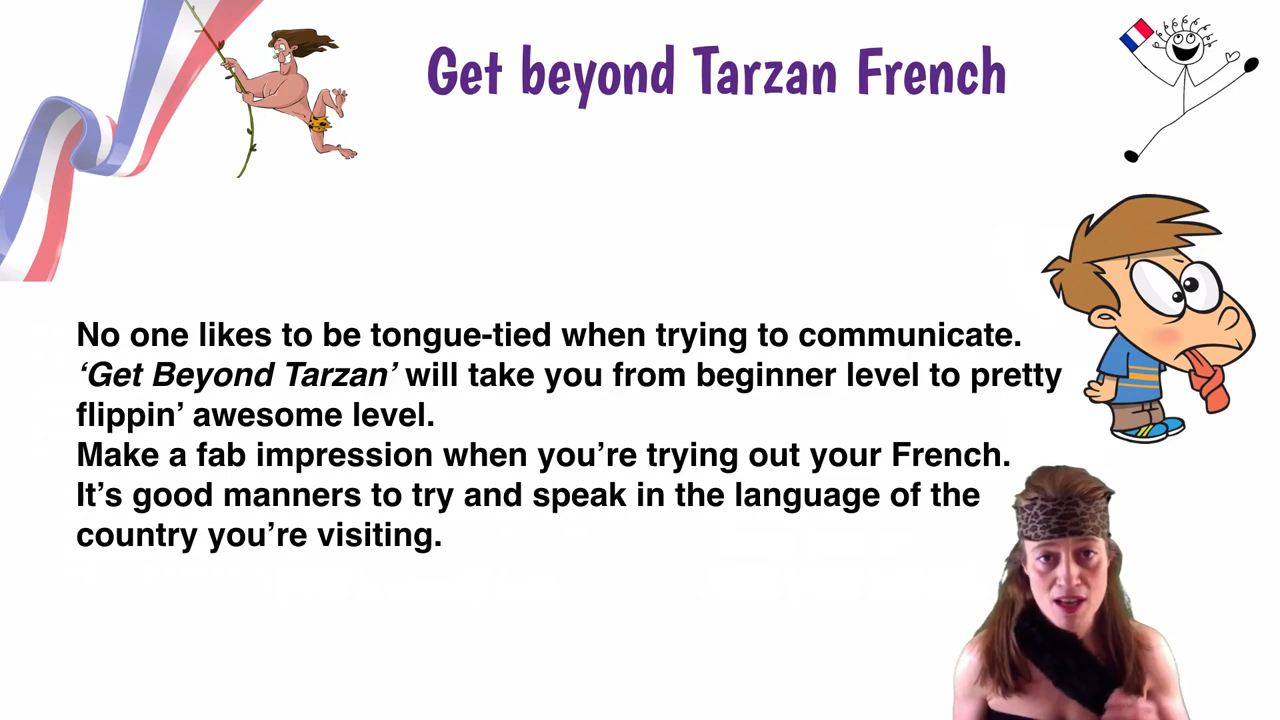 Get beyond Tarzan French
No one likes to be tongue-tied when trying to communicate.
‘Get Beyond Tarzan’ will take you from beginner level to pretty
flippin’ awesome level.
Make a fab impression when you’re trying out your French.
It’s good manners to try and speak in the language of the
country you’re visiting.